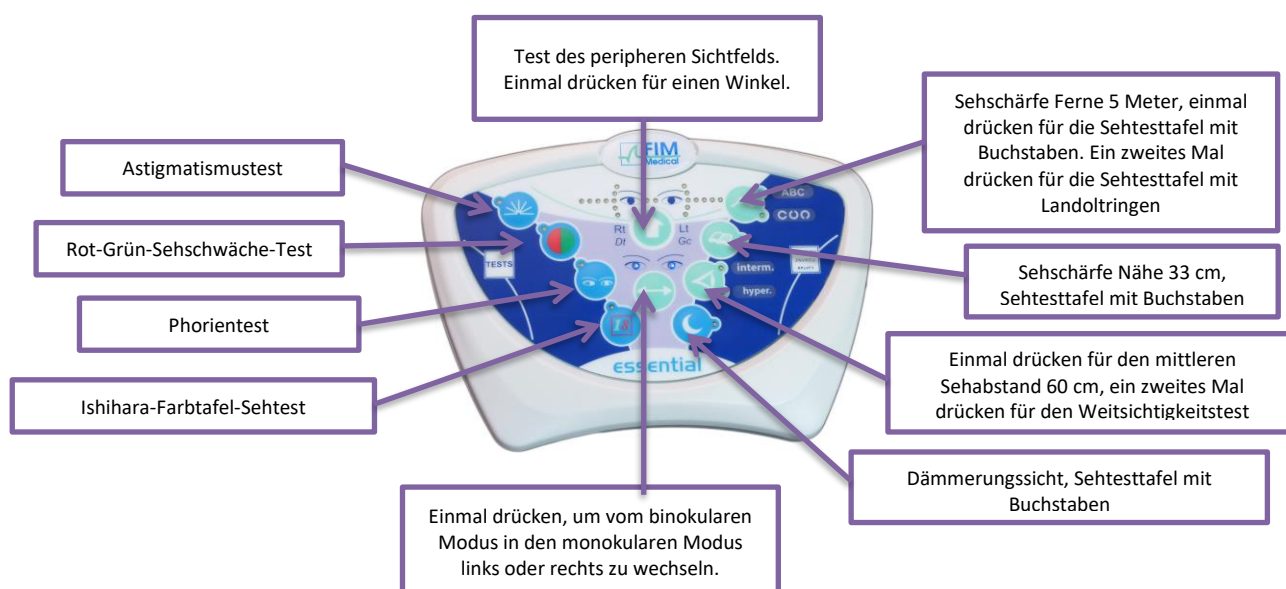 Test des peripheren Sichtfelds.
Einmal drücken für einen Winkel.
Sehschärfe Ferne 5 Meter, einmal
drücken für die Sehtesttafel mit
Buchstaben. Ein zweites Mal
drücken für die Sehtesttafel mit
Landoltringen
Astigmatismustest
Rot-Grün-Sehschwäche-Test
Phorientest
Ishihara-Farbtafel-Sehtest
Sehschärfe Nähe 33 cm,
Sehtesttafel mit Buchstaben
Einmal drücken für den mittleren
Sehabstand 60 cm, ein zweites Mal
drücken für den Weitsichtigkeitstest
Dämmerungssicht, Sehtesttafel mit
Buchstaben
Einmal drücken, um vom binokularen
Modus in den monokularen Modus
links oder rechts zu wechseln.
FIM
Medical
ABC
Rt Lt
Dt Gc
TESTS
interm.
hyper.
essential